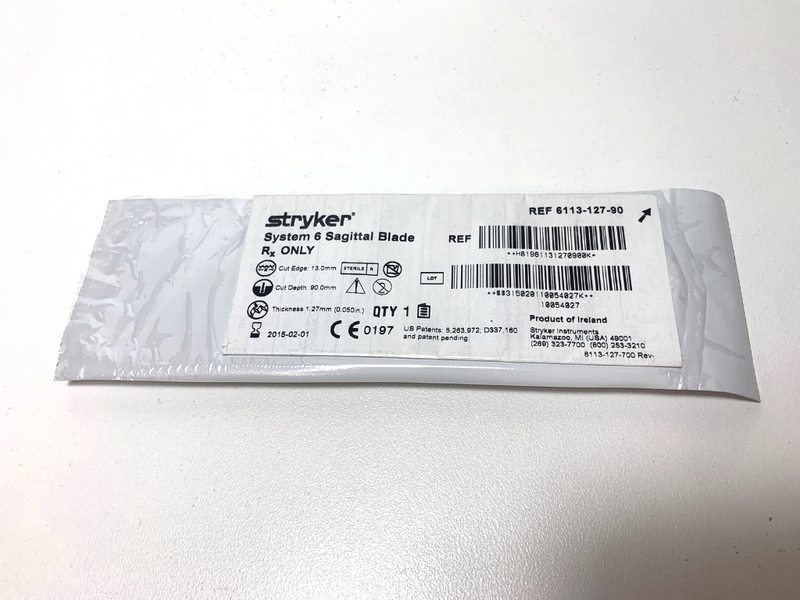 stryker®
REF 6113-127-90
System 6 Sagittal Blade
REF
Rx ONLY
**H8196113127090
Cut Edge: 13.0mm
STERILE R
LOT
Cut Depth: 90.0mm
10054027
Thickness 1.27mm (0.050in.)
QTY 1
Product of Ireland
2015-02-01
CE 0197
US Patents: 5,263,972, D337,160
and patent pending.
Stryker Instruments
Kalamazoo, MI (USA) 49001
(269) 323-7700 (800) 253-3210
6113-127-700 Rev-